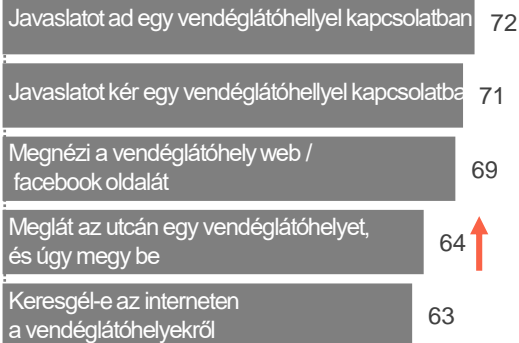 Javaslatot ad egy vendéglátóhellyel kapcsolatban 72
Javaslatot kér egy vendéglátóhellyel kapcsolatba 71
Megnézi a vendéglátóhely web /
facebook oldalát 69
Meglát az utcán egy vendéglátóhelyet,
és úgy megy be 64
Keresgél-e az interneten
a vendéglátóhelyekről 63